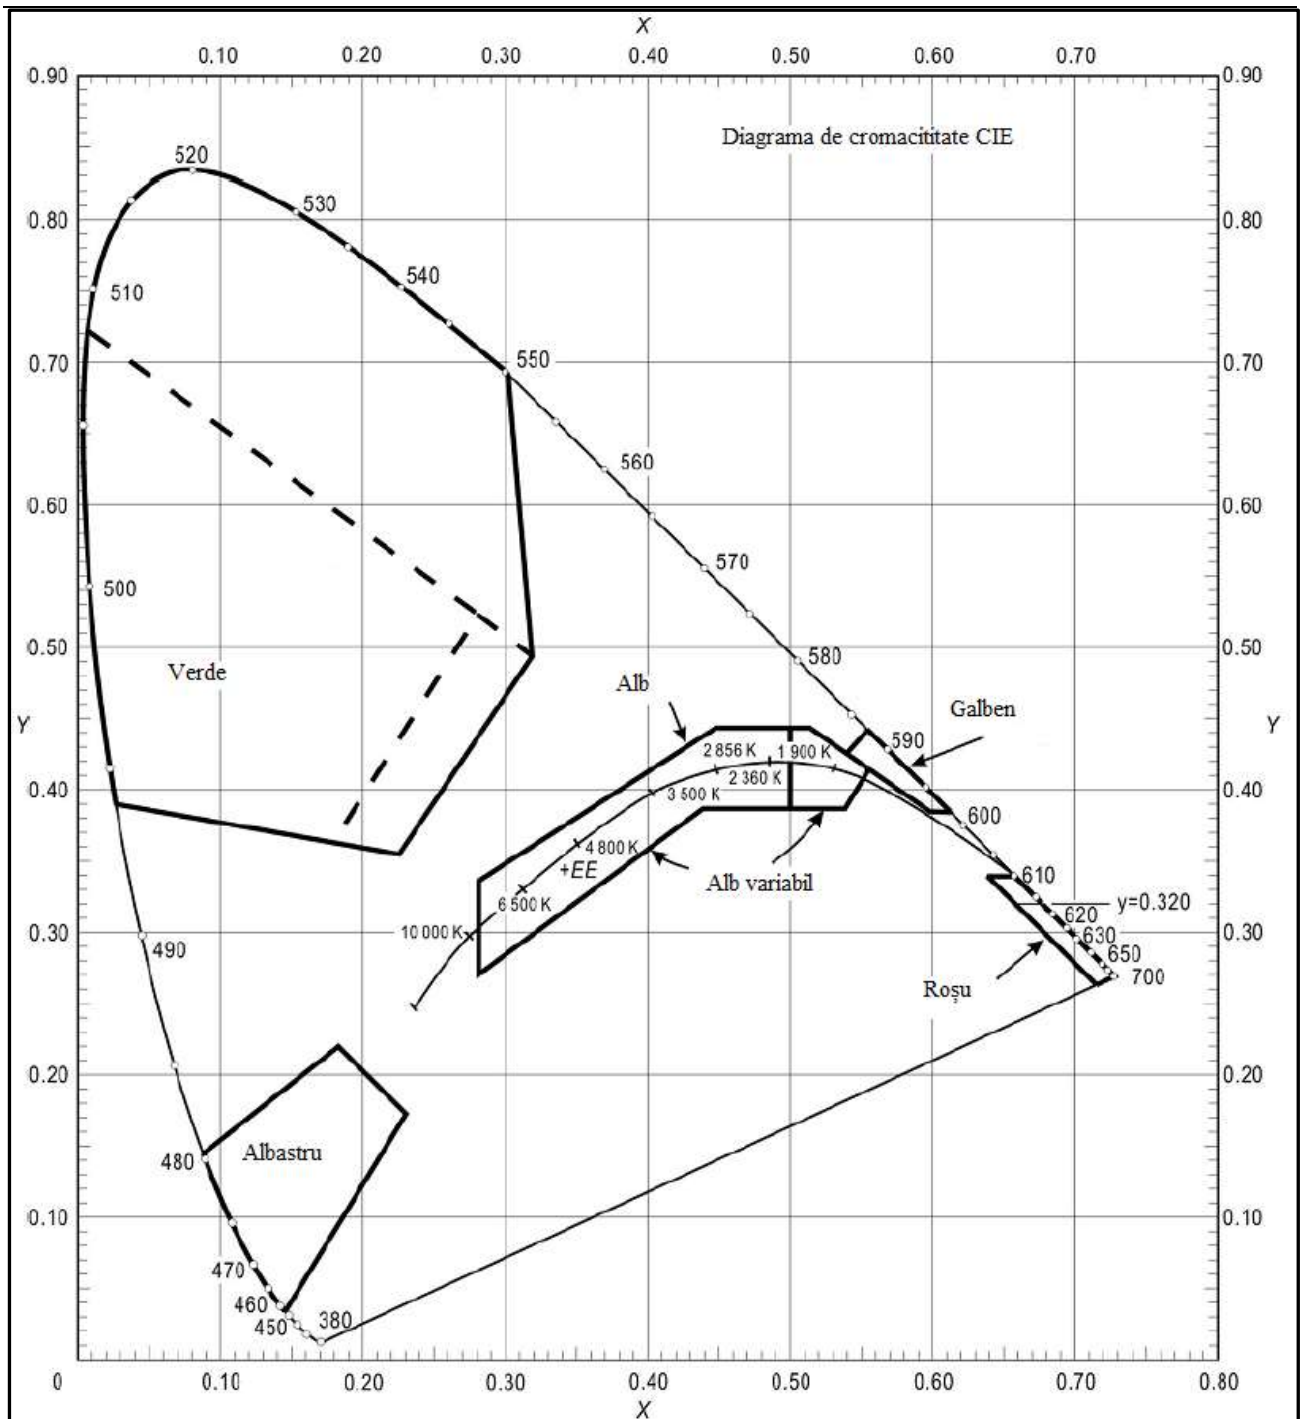 X
0.10 0.20 0.30 0.40 0.50 0.60 0.70
0.90 0.90
Diagrama de cromacititate CIE
520
530
0.80 0.80
540
510
550
0.70 0.70
560
0.60 0.60
570
500
0.50 580 0.50
Verde
Alb
Galben
Y Y
590
2 856 K 1 900 K
2 360 K
0.40 3 500 K 0.40
600
4 800 K
+EE
Alb variabil 610
6 500 K y=0.320
620
0.30 10 000 K 630 0.30
490
650
700
Roșu
0.20 0.20
480 Albastru
0.10 0.10
470
460
450 380
0 0.10 0.20 0.30 0.40 0.50 0.60 0.70 0.80
X